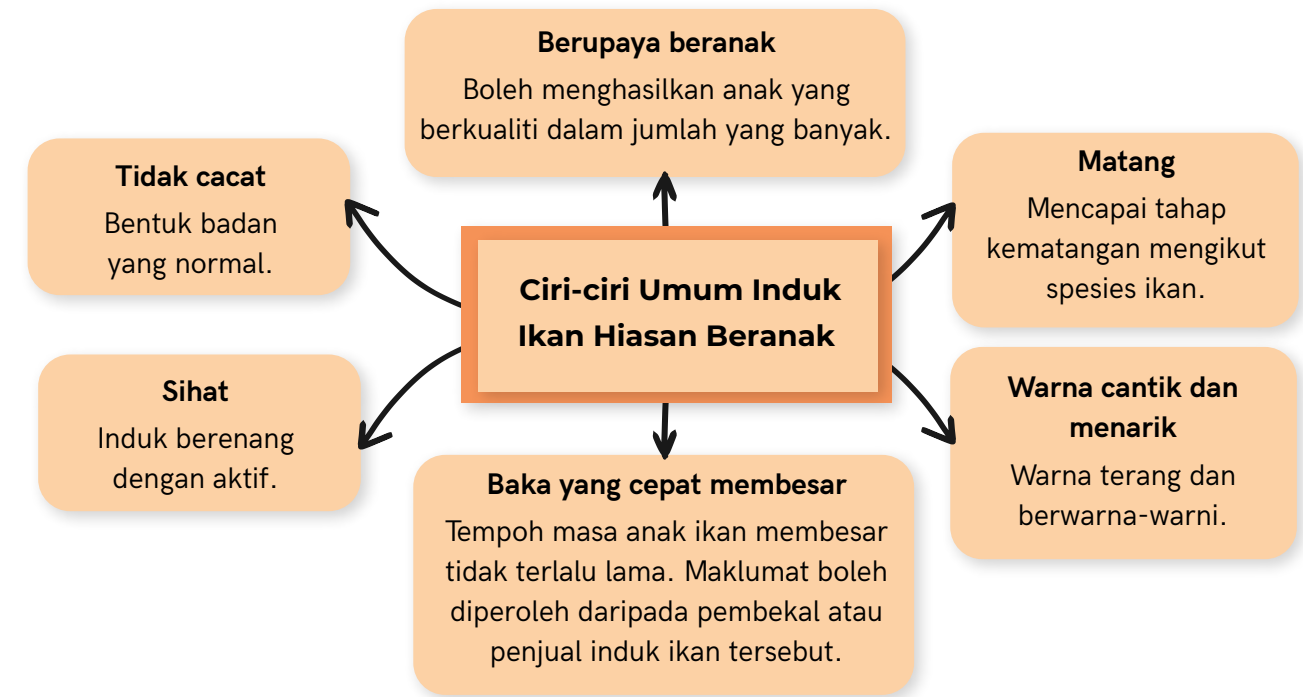 Berupaya beranak
Boleh menghasilkan anak yang
berkualiti dalam jumlah yang banyak.
Tidak cacat
Bentuk badan
yang normal.
Matang
Mencapai tahap
kematangan mengikut
spesies ikan.
Ciri-ciri Umum Induk
Ikan Hiasan Beranak
Sihat
Induk berenang
dengan aktif.
Warna cantik dan
menarik
Warna terang dan
berwarna-warni.
Baka yang cepat membesar
Tempoh masa anak ikan membesar
tidak terlalu lama. Maklumat boleh
diperoleh daripada pembekal atau
penjual induk ikan tersebut.